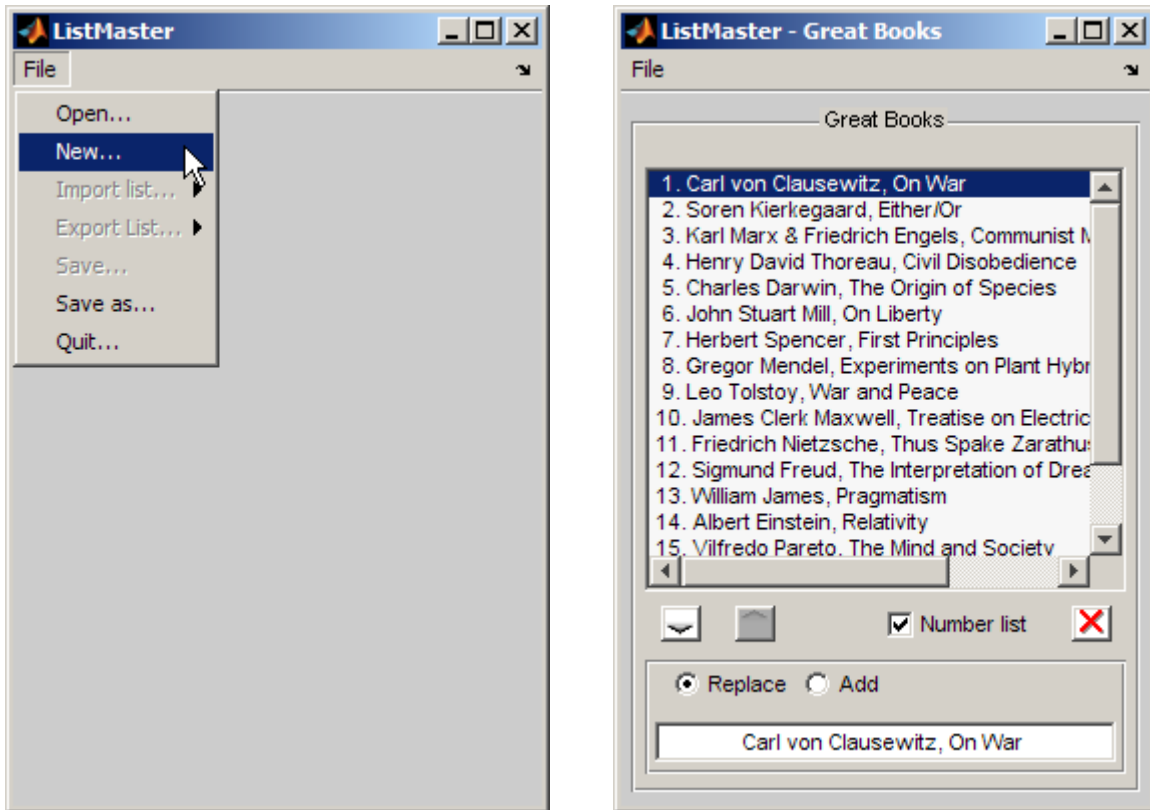 ListMaster
File
Open...
New...
Import list...
Export List...
Save...
Save as...
Quit...
ListMaster - Great Books
File
Great Books
1. Carl von Clausewitz, On War
2. Soren Kierkegaard, Either/Or
3. Karl Marx & Friedrich Engels, Communist
4. Henry David Thoreau, Civil Disobedience
5. Charles Darwin, The Origin of Species
6. John Stuart Mill, On Liberty
7. Herbert Spencer, First Principles
8. Gregor Mendel, Experiments on Plant Hybr
9. Leo Tolstoy, War and Peace
10. James Clerk Maxwell, Treatise on Electric
11. Friedrich Nietzsche, Thus Spake Zarathu
12. Sigmund Freud, The Interpretation of Drea
13. William James, Pragmatism
14. Albert Einstein, Relativity
15. Vilfredo Pareto, The Mind and Society
Number list
Replace Add
Carl von Clausewitz, On War